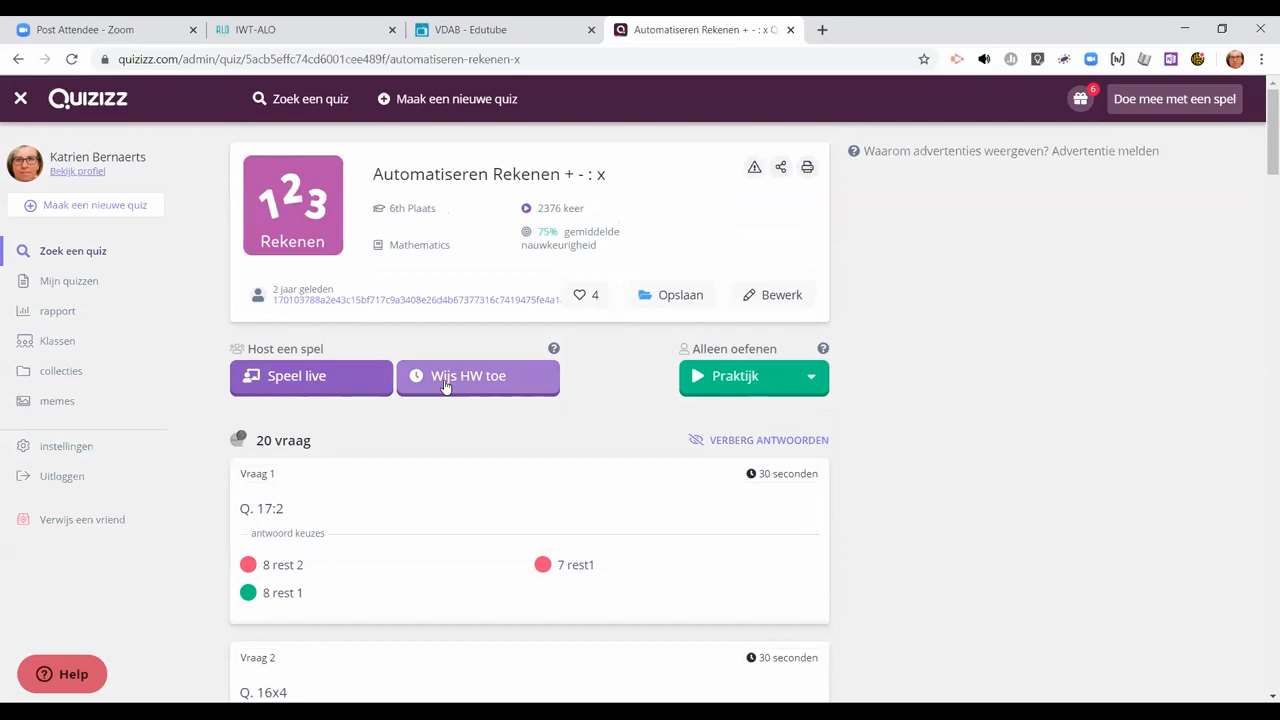 Post Attendee - Zoom
IWT-ALO
VDAB - Edutube
Automatiseren Rekenen + - : x Q
quizizz.com/admin/quiz/5acb5effc74cd6001cee489f/automatiseren-rekenen-x
QUIZIZZ
Zoek een quiz
Maak een nieuwe quiz
6
Doe mee met een spel
Katrien Bernaerts
Bekijk profiel
Maak een nieuwe quiz
Zoek een quiz
Mijn quizzen
rapport
Klassen
collecties
memes
instellingen
Uitloggen
Verwijs een vriend
Help
123
Rekenen
Automatiseren Rekenen + - : x
6th Plaats
2376 keer
75% gemiddelde
nauwkeurigheid
Mathematics
2 jaar geleden
170103788a2e43c15bf717c9a3408e26d4b67377316c7419475fe4a1
4
Opslaan
Bewerk
Waarom advertenties weergeven? Advertentie melden
Host een spel
Alleen oefenen
Speel live
Wijs HW toe
Praktijk
20 vraag
VERBERG ANTWOORDEN
Vraag 1
30 seconden
Q. 17:2
antwoord keuzes
8 rest 2
7 rest1
8 rest 1
Vraag 2
30 seconden
Q. 16x4